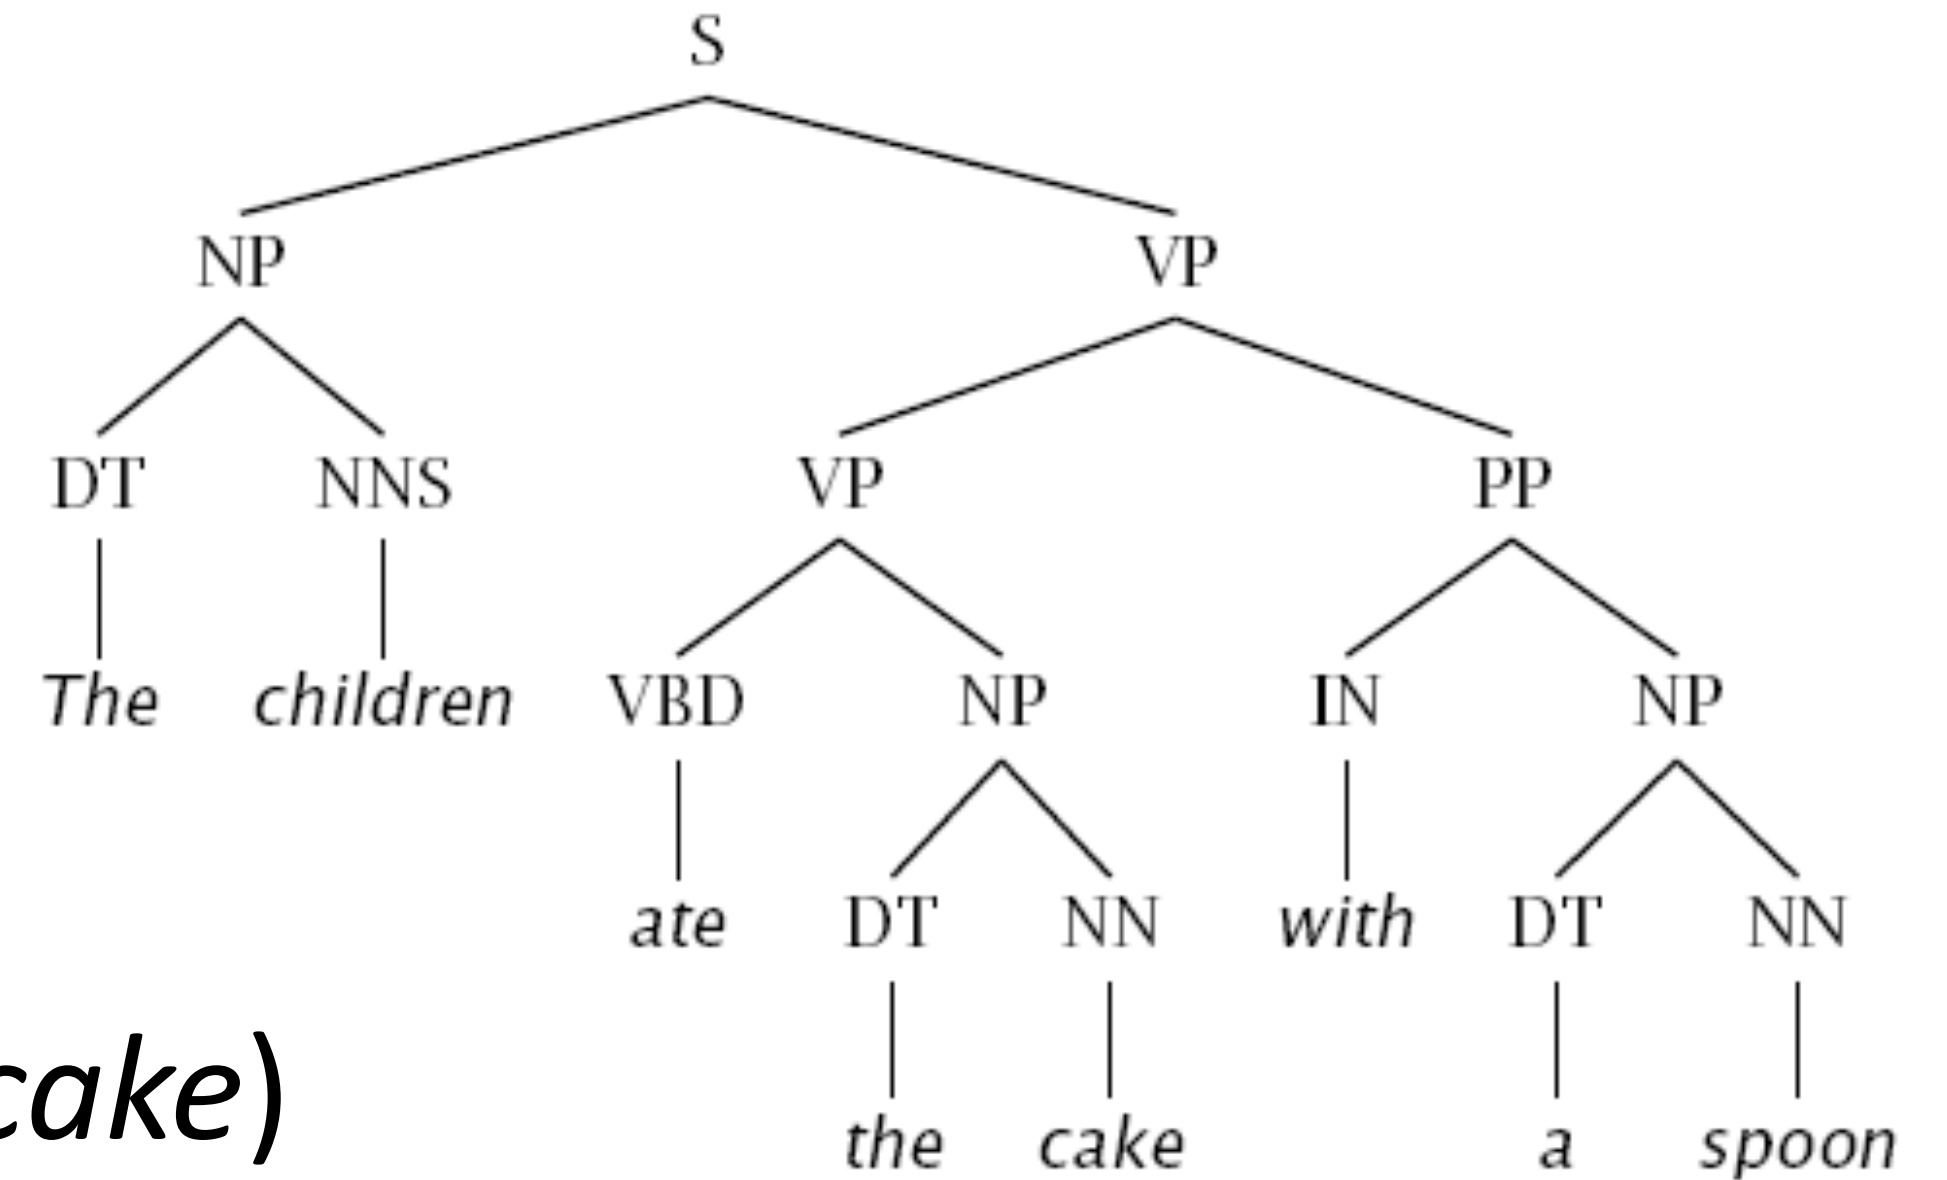 S
NP VP
DT NNS VP PP
The children VBD NP IN NP
ate DT NN with DT NN
cake)
the cake a spoon